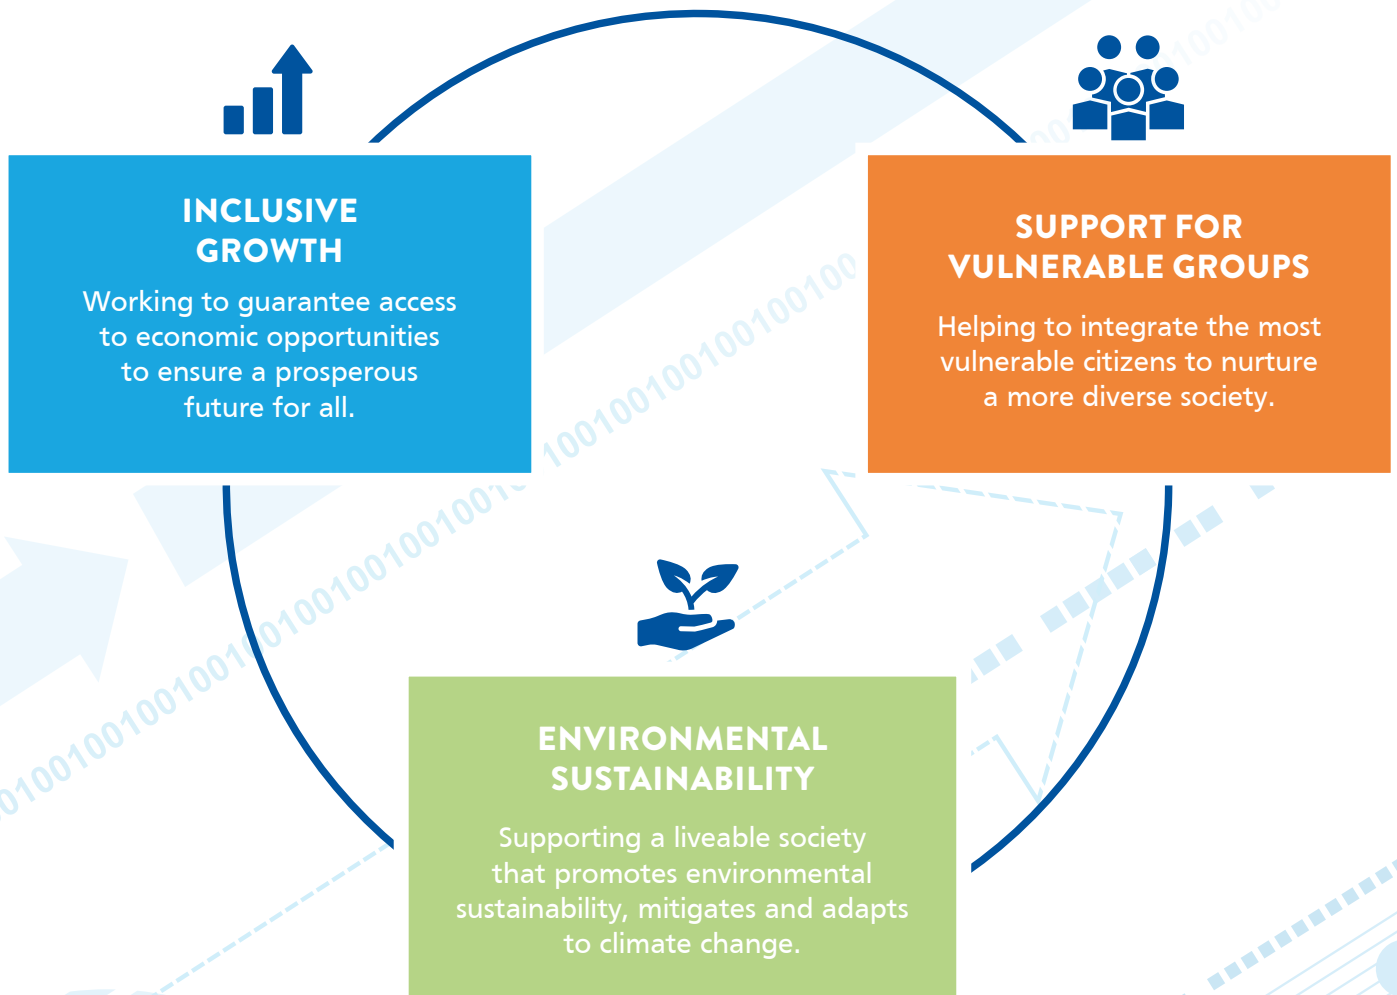 INCLUSIVE
GROWTH
Working to guarantee access
to economic opportunities
to ensure a prosperous
future for all.
SUPPORT FOR
VULNERABLE GROUPS
Helping to integrate the most
vulnerable citizens to nurture
a more diverse society.
ENVIRONMENTAL
SUSTAINABILITY
Supporting a liveable society
that promotes environmental
sustainability, mitigates and adapts
to climate change.